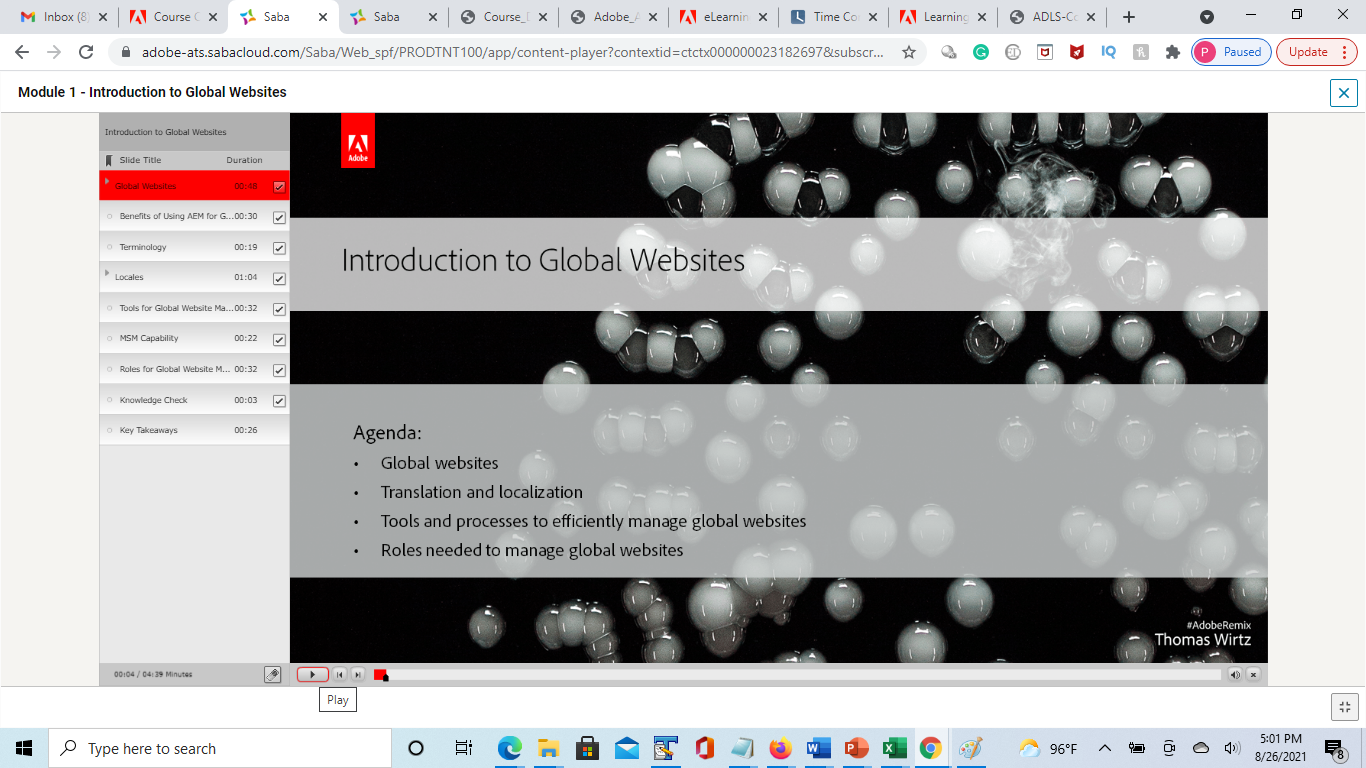 Inbox (8)
Course C
Saba
Saba
Course_D
Adobe_A
eLearnin
Time Co
Learning
ADLS-Co
adobe-ats.sabacloud.com/Saba/Web_spf/PRODTNT100/app/content-player?contextid=ctctx000000023182697&subscr...
IQ
P Paused
Update
Module 1 - Introduction to Global Websites
Introduction to Global Websites
Slide Title Duration
Global Websites 00:48
Benefits of Using AEM for G...00:30
Terminology 00:19
Locales 01:04
Tools for Global Website Ma...00:32
MSM Capability 00:22
Roles for Global Website M... 00:32
Knowledge Check 00:03
Key Takeaways 00:26
Adobe
Introduction to Global Websites
Agenda:
• Global websites
• Translation and localization
• Tools and processes to efficiently manage global websites
• Roles needed to manage global websites
#AdobeRemix
Thomas Wirtz
00:04 / 04:39 Minutes
Play
Type here to search
96°F
5:01 PM
8/26/2021
8